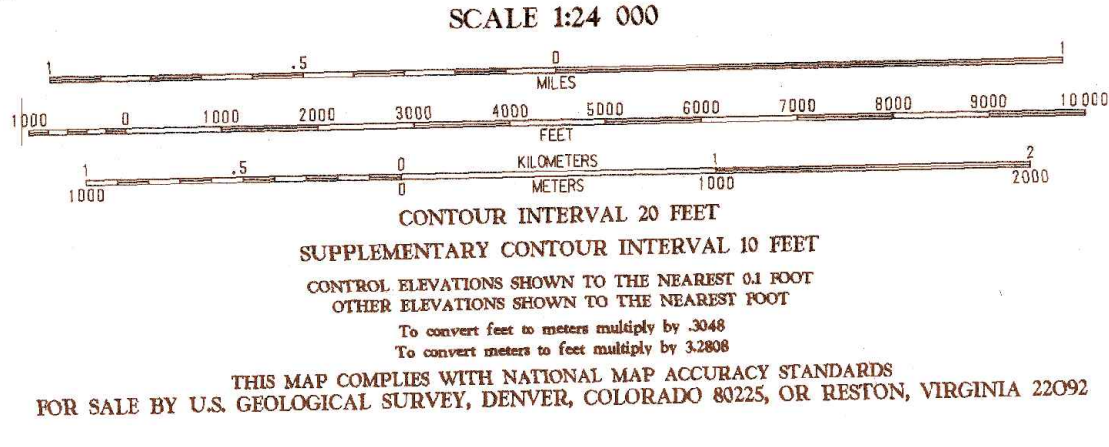 SCALE 1:24 000
1 .5 0 1
MILES
1000 0 1000 2000 3000 4000 5000 6000 7000 8000 9000 10000
FEET
1 .5 0 KILOMETERS 1 2
1000 0 METERS 1000 2000
CONTOUR INTERVAL 20 FEET
SUPPLEMENTARY CONTOUR INTERVAL 10 FEET
CONTROL ELEVATIONS SHOWN TO THE NEAREST 0.1 FOOT
OTHER ELEVATIONS SHOWN TO THE NEAREST FOOT
To convert feet to meters multiply by .3048
To convert meters to feet multiply by 3.2808
THIS MAP COMPLIES WITH NATIONAL MAP ACCURACY STANDARDS
FOR SALE BY U.S. GEOLOGICAL SURVEY, DENVER, COLORADO 80225, OR RESTON, VIRGINIA 22092